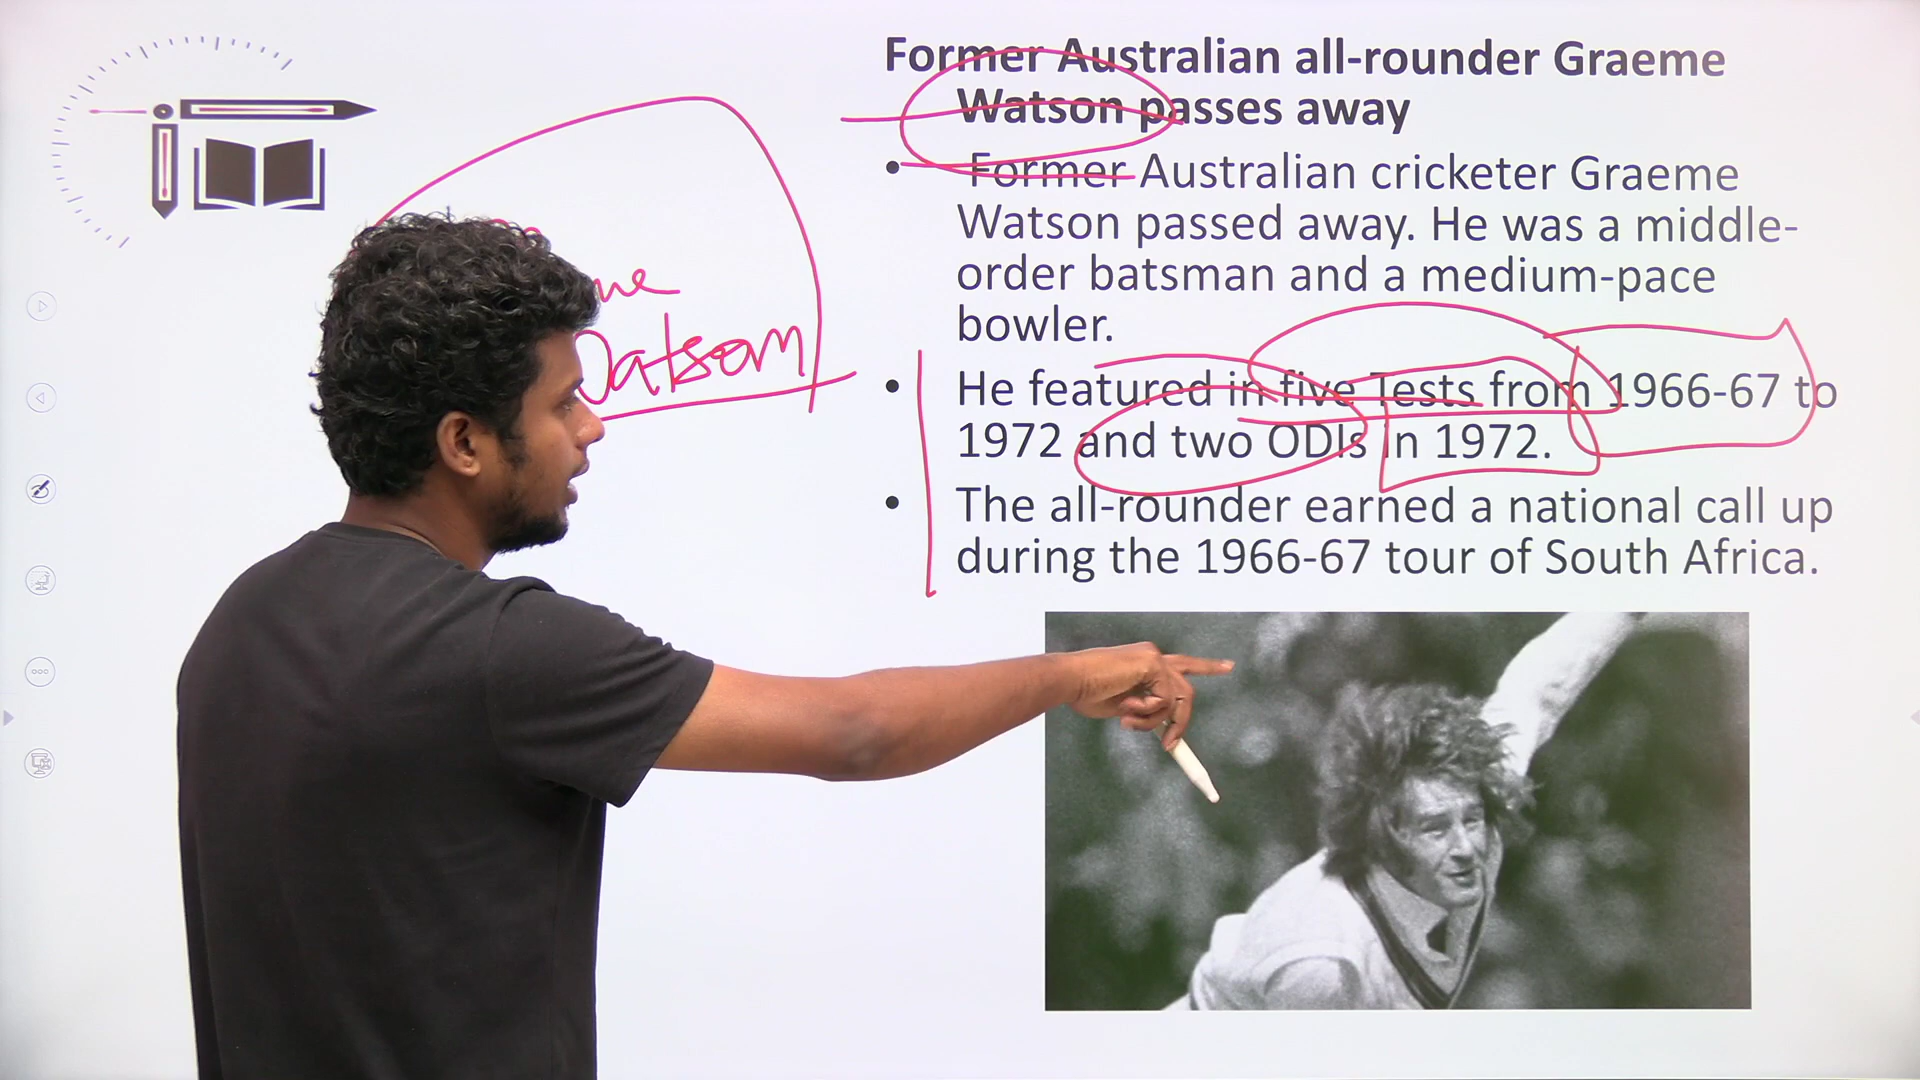 Former Australian all-rounder Graeme
Watson passes away
• Former Australian cricketer Graeme
Watson passed away. He was a middle-
order batsman and a medium-pace
bowler.
• He featured in five Tests from 1966-67 to
1972 and two ODIs in 1972.
• The all-rounder earned a national call up
during the 1966-67 tour of South Africa.
me
Watson